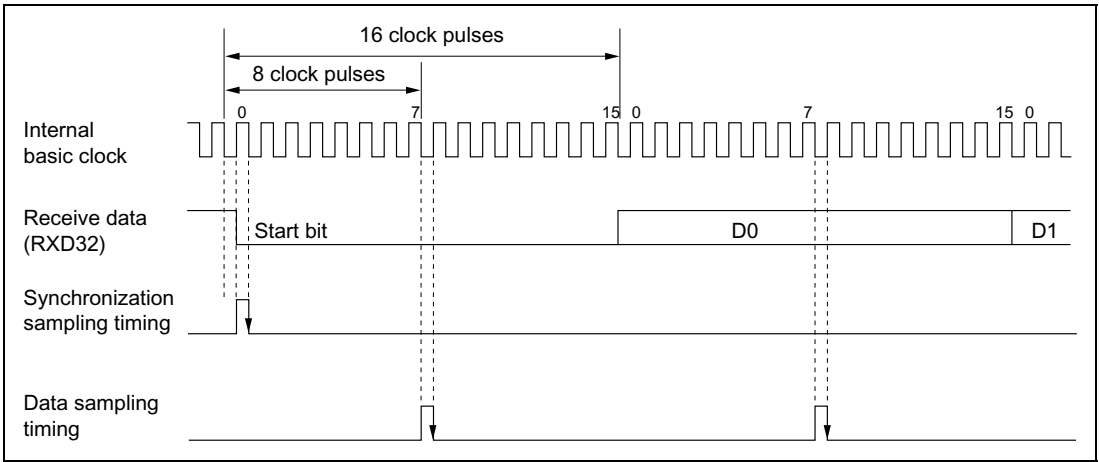 16 clock pulses
8 clock pulses
0 7 15 0 7 15 0
Internal
basic clock
Receive data
(RXD32)
Start bit D0 D1
Synchronization
sampling timing
Data sampling
timing